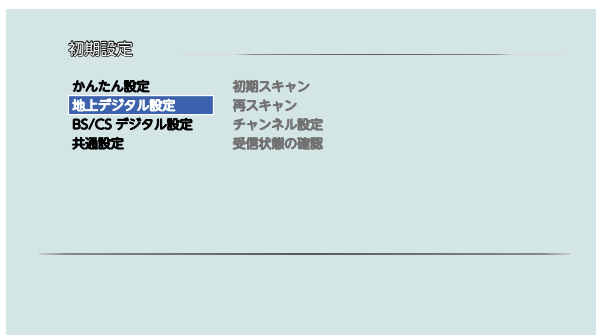 初期設定
かんたん設定 初期スキャン
地上デジタル設定 再スキャン
BS/CS デジタル設定 チャンネル設定
共通設定 受信状態の確認